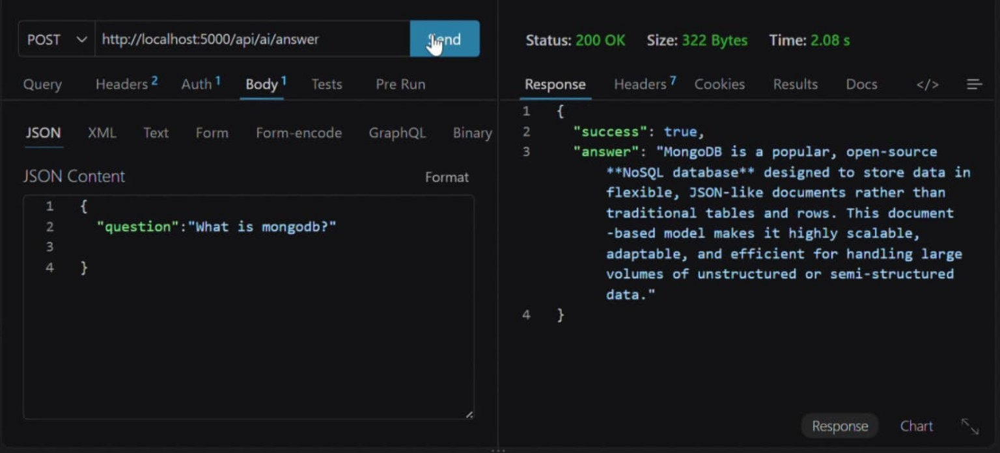 POST http://localhost:5000/api/ai/answer Send
Query Headers 2 Auth 1 Body 1 Tests Pre Run
JSON XML Text Form Form-encode GraphQL Binary
JSON Content Format
1 {
2 "question":"What is mongodb?"
3
4 }
Status: 200 OK Size: 322 Bytes Time: 2.08 s
Response Headers 7 Cookies Results Docs </>
1 {
2 "success": true,
3 "answer": "MongoDB is a popular, open-source
**NoSQL database** designed to store data in
flexible, JSON-like documents rather than
traditional tables and rows. This document
-based model makes it highly scalable,
adaptable, and efficient for handling large
volumes of unstructured or semi-structured
data."
4 }
Response Chart